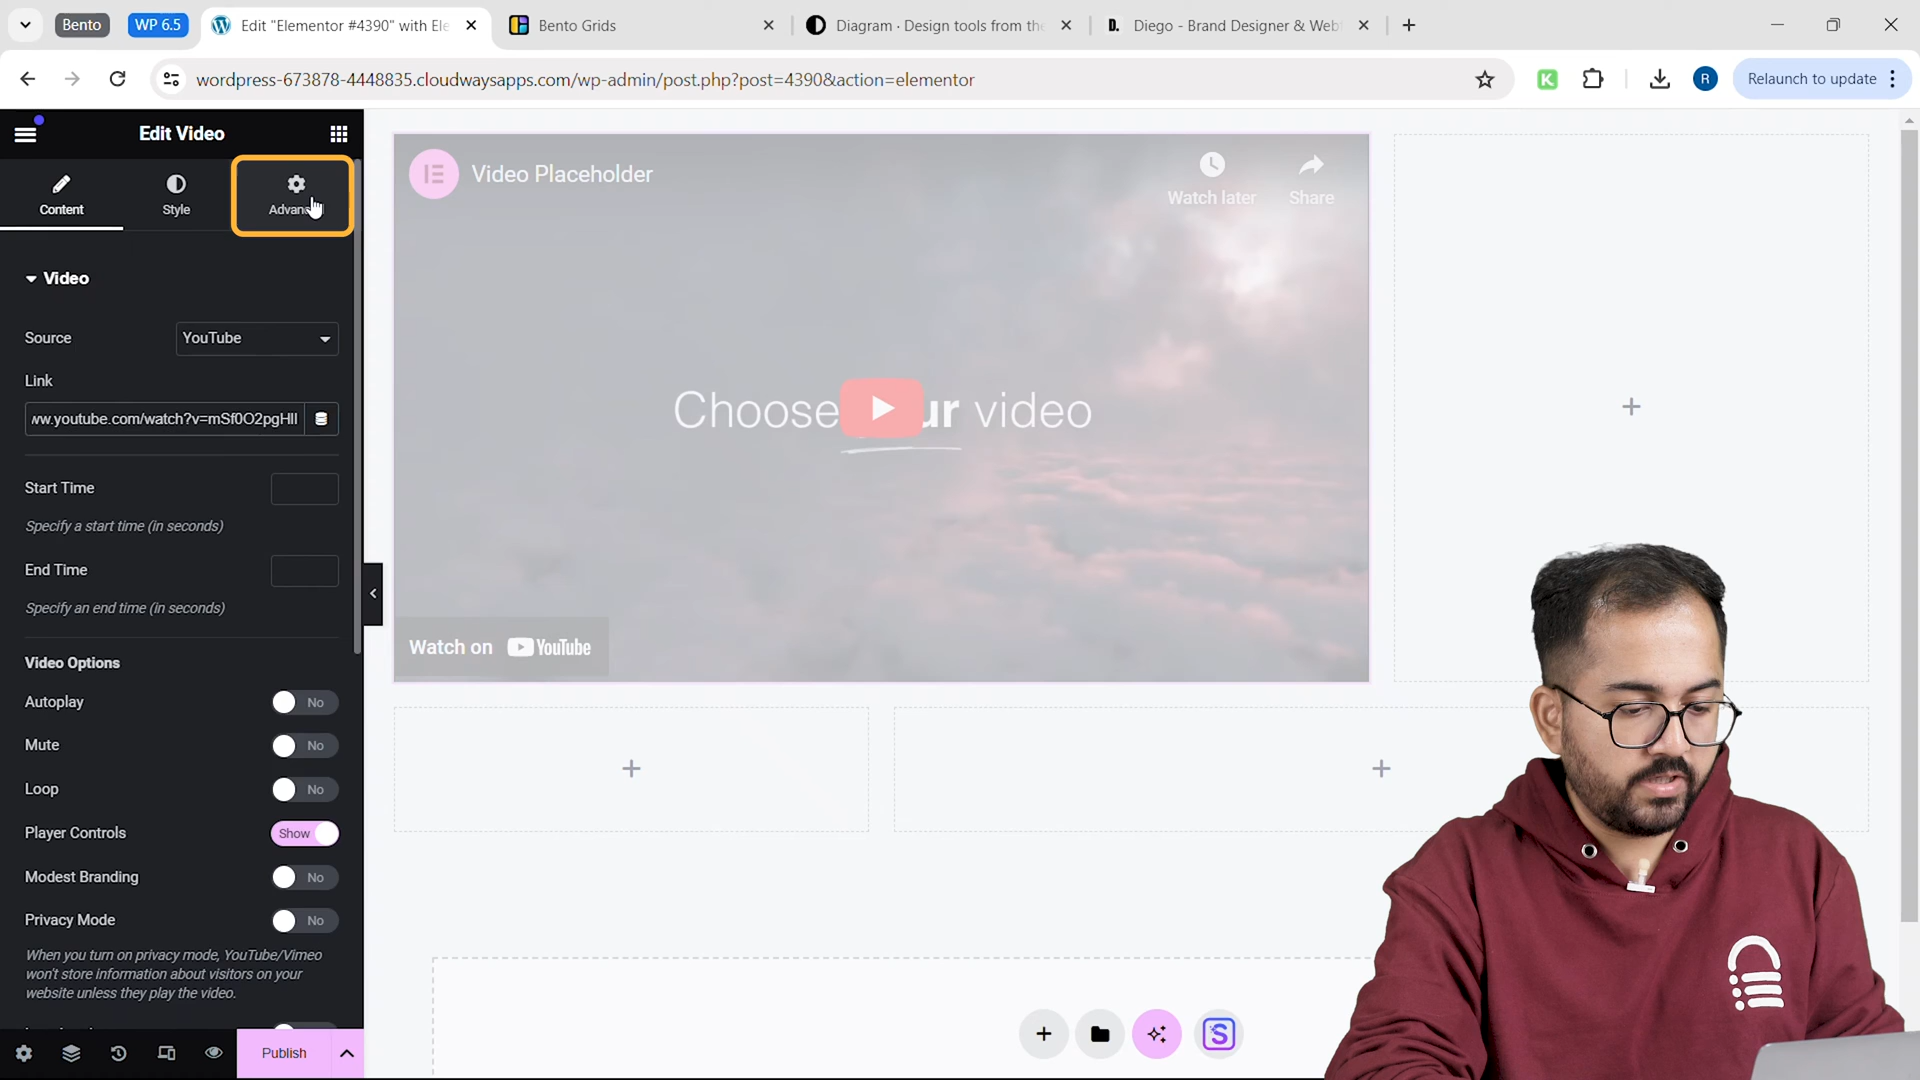 Bento
WP 6.5
Edit "Elementor #4390" with Ele
Bento Grids
Diagram · Design tools from the
D.
Diego - Brand Designer & Web
wordpress-673878-4448835.cloudwaysapps.com/wp-admin/post.php?post=4390&action=elementor
K
R
Relaunch to update
Edit Video
Content
Style
Advan
Video
Source
YouTube
Link
ww.youtube.com/watch?v=mSf0O2pgHII
Start Time
Specify a start time (in seconds)
End Time
Specify an end time (in seconds)
Video Options
Autoplay
No
Mute
No
Loop
No
Player Controls
Show
Modest Branding
No
Privacy Mode
No
When you turn on privacy mode, YouTube/Vimeo
won't store information about visitors on your
website unless they play the video.
Publish
Video Placeholder
Watch later
Share
Choose ur video
Watch on YouTube
S